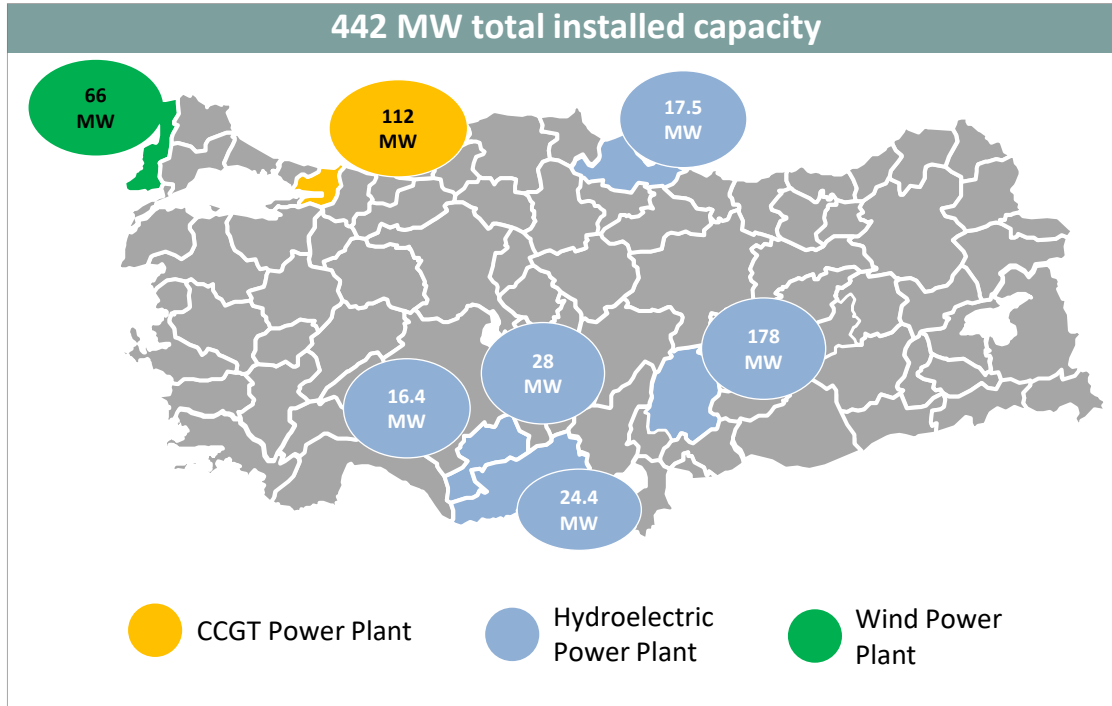 442 MW total installed capacity
66
MW
112
MW
17.5
MW
178
MW
28
MW
16.4
MW
24.4
MW
CCGT Power Plant
Hydroelectric
Power Plant
Wind Power
Plant